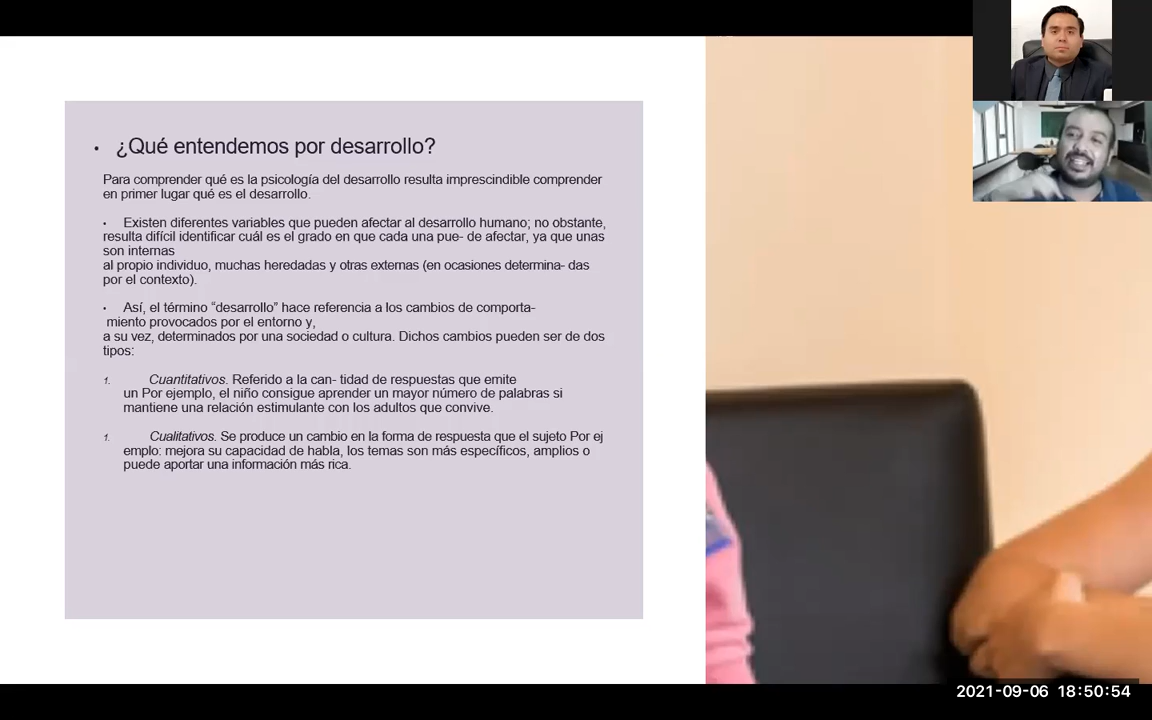 • ¿Qué entendemos por desarrollo?
Para comprender qué es la psicología del desarrollo resulta imprescindible comprender
en primer lugar qué es el desarrollo.
• Existen diferentes variables que pueden afectar al desarrollo humano; no obstante,
resulta difícil identificar cuál es el grado en que cada una pue- de afectar, ya que unas
son internas
al propio individuo, muchas heredadas y otras externas (en ocasiones determina- das
por el contexto).
• Así, el término “desarrollo” hace referencia a los cambios de comporta-
miento provocados por el entorno y,
a su vez, determinados por una sociedad o cultura. Dichos cambios pueden ser de dos
tipos:
1. Cuantitativos. Referido a la can- tidad de respuestas que emite
un Por ejemplo, el niño consigue aprender un mayor número de palabras si
mantiene una relación estimulante con los adultos que convive.
1. Cualitativos. Se produce un cambio en la forma de respuesta que el sujeto Por ej
emplo: mejora su capacidad de habla, los temas son más específicos, amplios o
puede aportar una información más rica.
2021-09-06 18:50:54